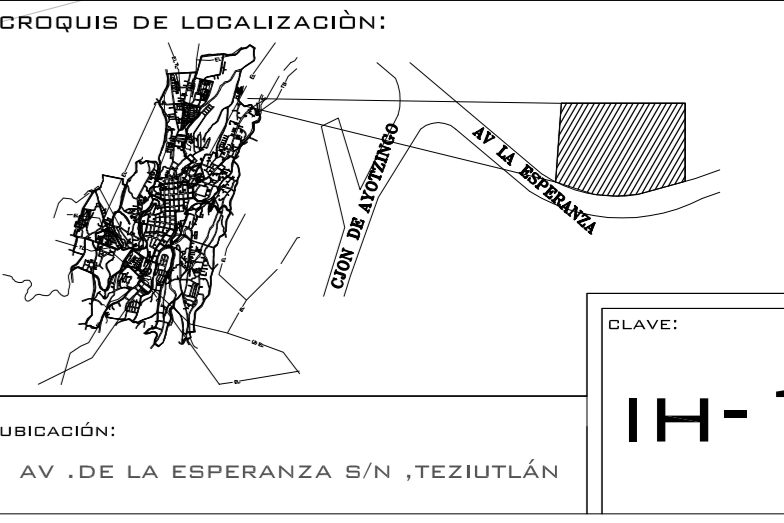 CROQUIS DE LOCALIZACIÒN:
CJON DE AYOTZINGO
AV LA ESPERANZA
CLAVE:
IH-
UBICACIÓN:
AV .DE LA ESPERANZA S/N ,TEZIUTLÁN